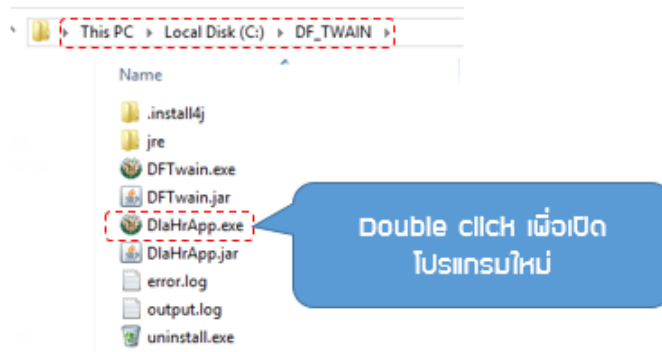 This PC Local Disk (C:) DF_TWAIN
Name
.install4j
jre
DFTwain.exe
DFTwain.jar
DlaHrApp.exe
DlaHrApp.jar
error.log
output.log
uninstall.exe
Double click เพื่อเปิด
โปรแกรมใหม่